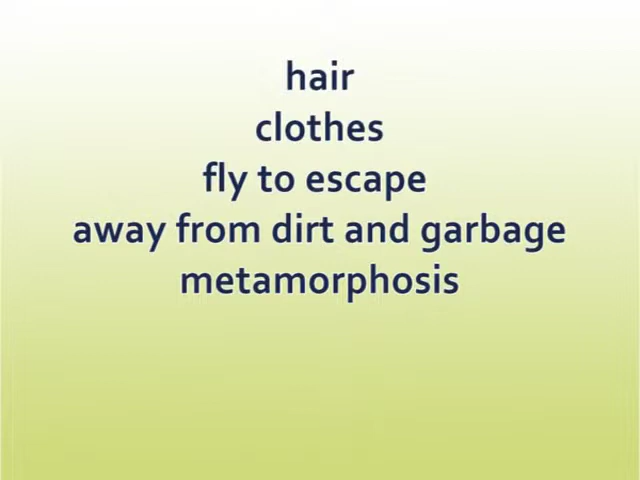 hair
clothes
fly to escape
away from dirt and garbage
metamorphosis